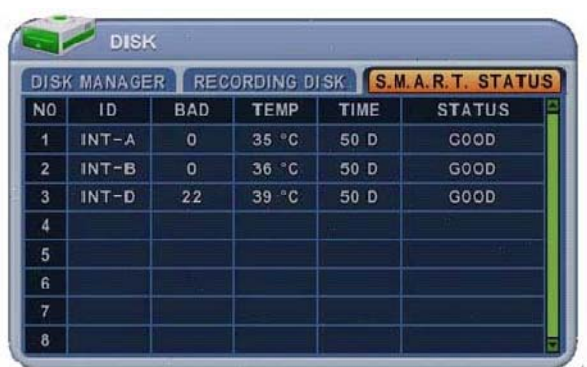 DISK
DISK MANAGER RECORDING DISK S.M.A.R.T. STATUS
NO ID BAD TEMP TIME STATUS
1 INT-A 0 35 °C 50 D GOOD
2 INT-B 0 36 °C 50 D GOOD
3 INT-D 22 39 °C 50 D GOOD
4
5
6
7
8